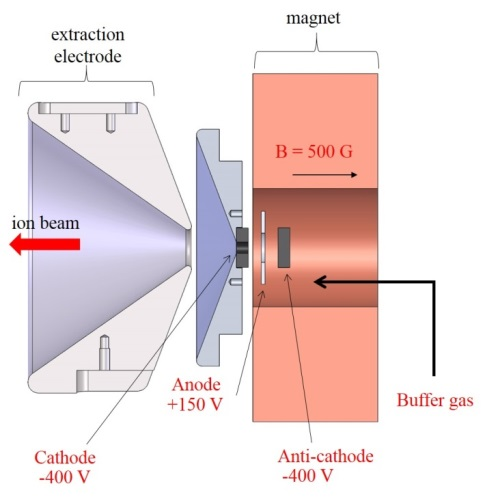 extraction
electrode
magnet
B = 500 G
ion beam
Anode
+150 V
Buffer gas
Cathode
-400 V
Anti-cathode
-400 V